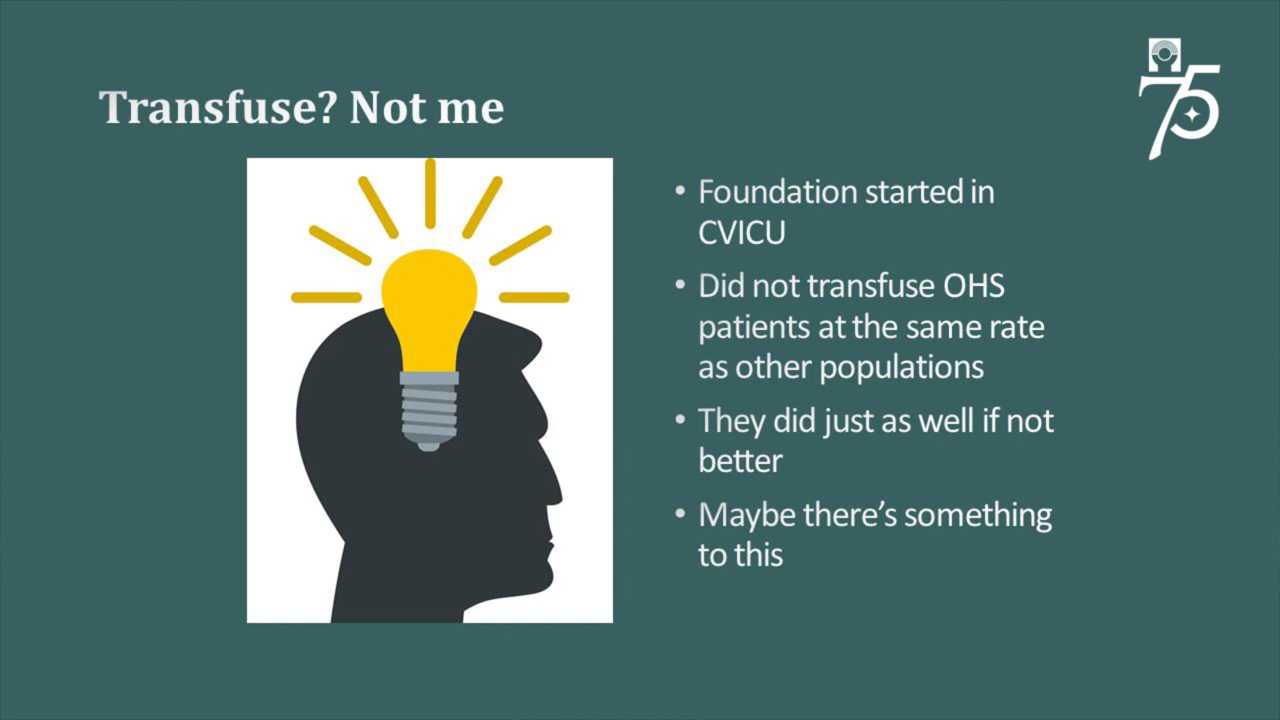 Transfuse? Not me
75
• Foundation started in
CVICU
• Did not transfuse OHS
patients at the same rate
as other populations
• They did just as well if not
better
• Maybe there's something
to this